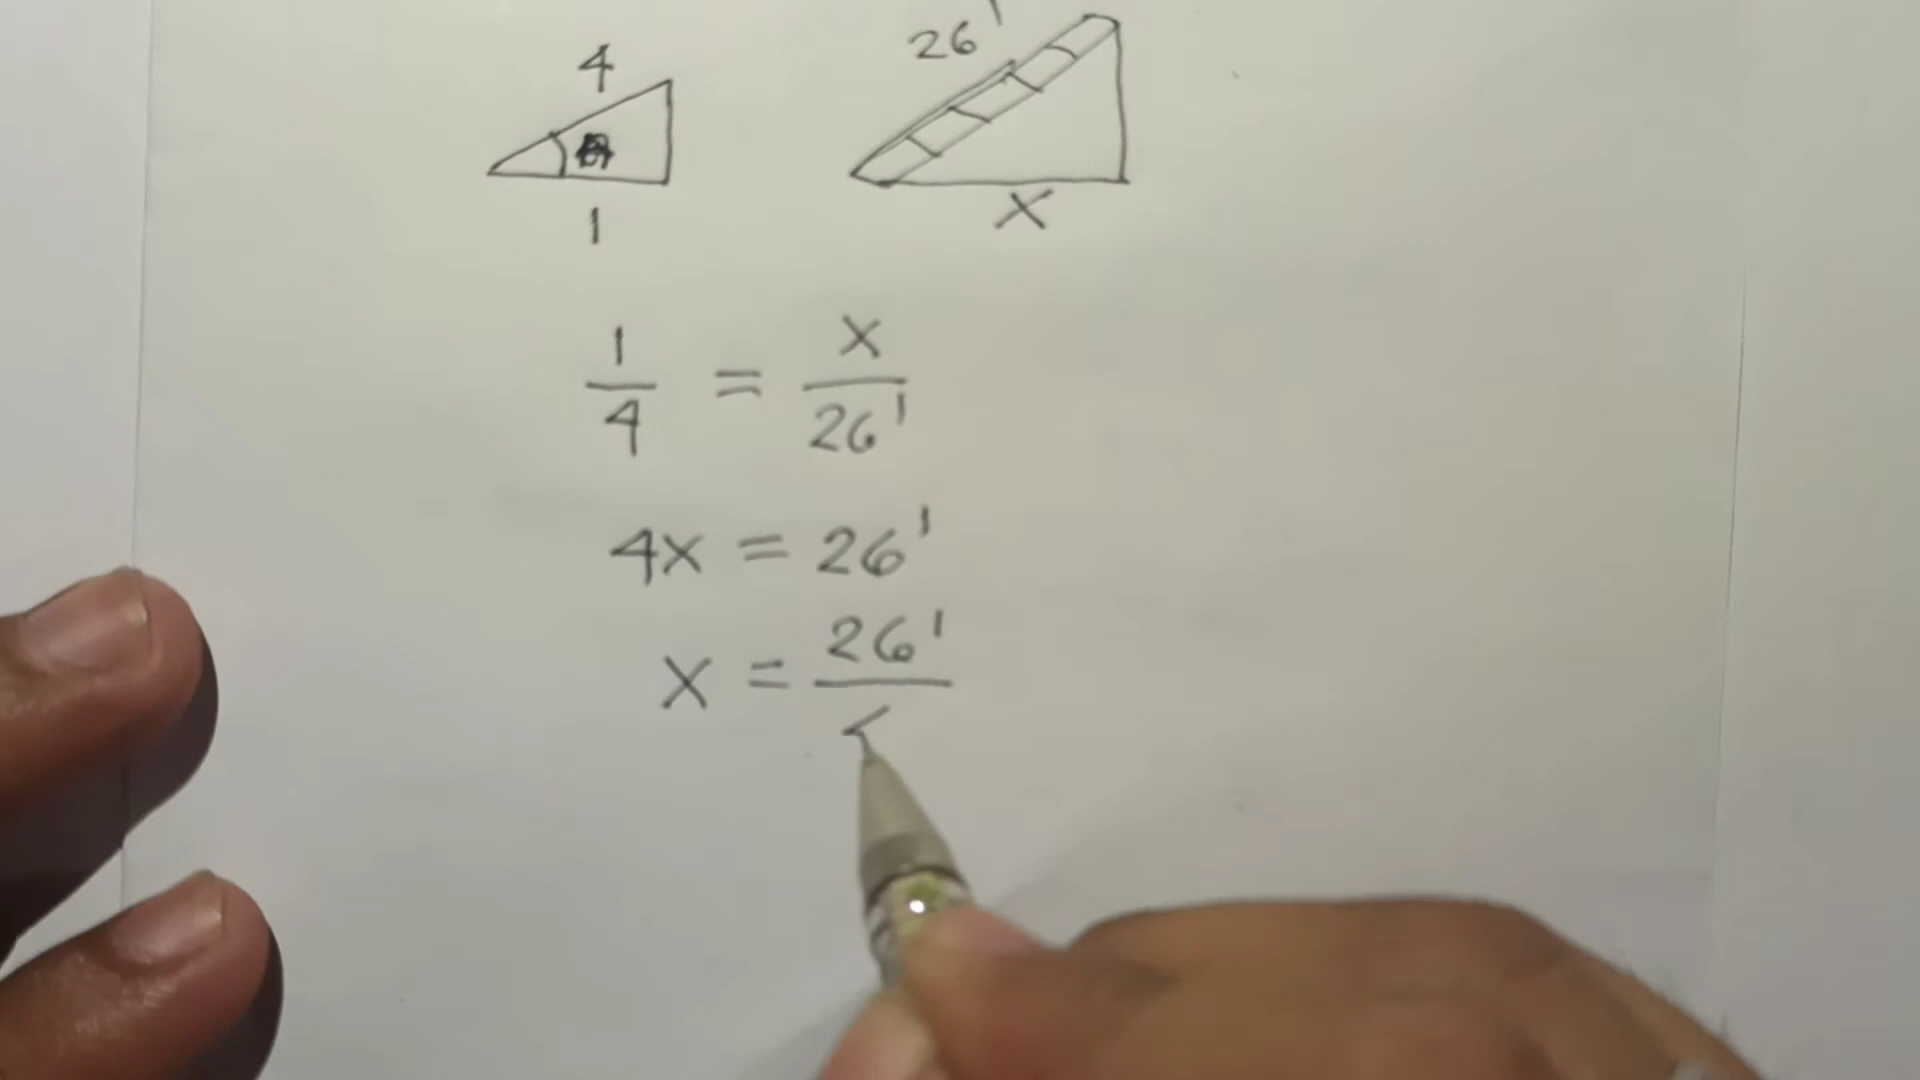 4
1
26'
X
1/4 = X/26'
4X = 26'
X = 26'/